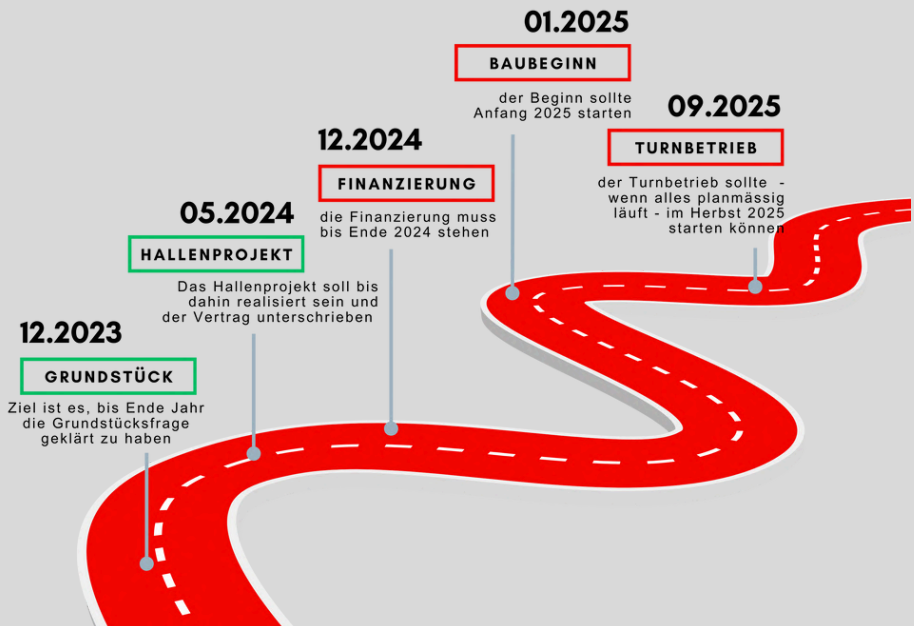 12.2023
GRUNDSTÜCK
Ziel ist es, bis Ende Jahr
die Grundstücksfrage
geklärt zu haben
05.2024
HALLENPROJEKT
Das Hallenprojekt soll bis
dahin realisiert sein und
der Vertrag unterschrieben
12.2024
FINANZIERUNG
die Finanzierung muss
bis Ende 2024 stehen
01.2025
BAUBEGINN
der Beginn sollte
Anfang 2025 starten
09.2025
TURNBETRIEB
der Turnbetrieb sollte -
wenn alles planmässig
läuft - im Herbst 2025
starten können